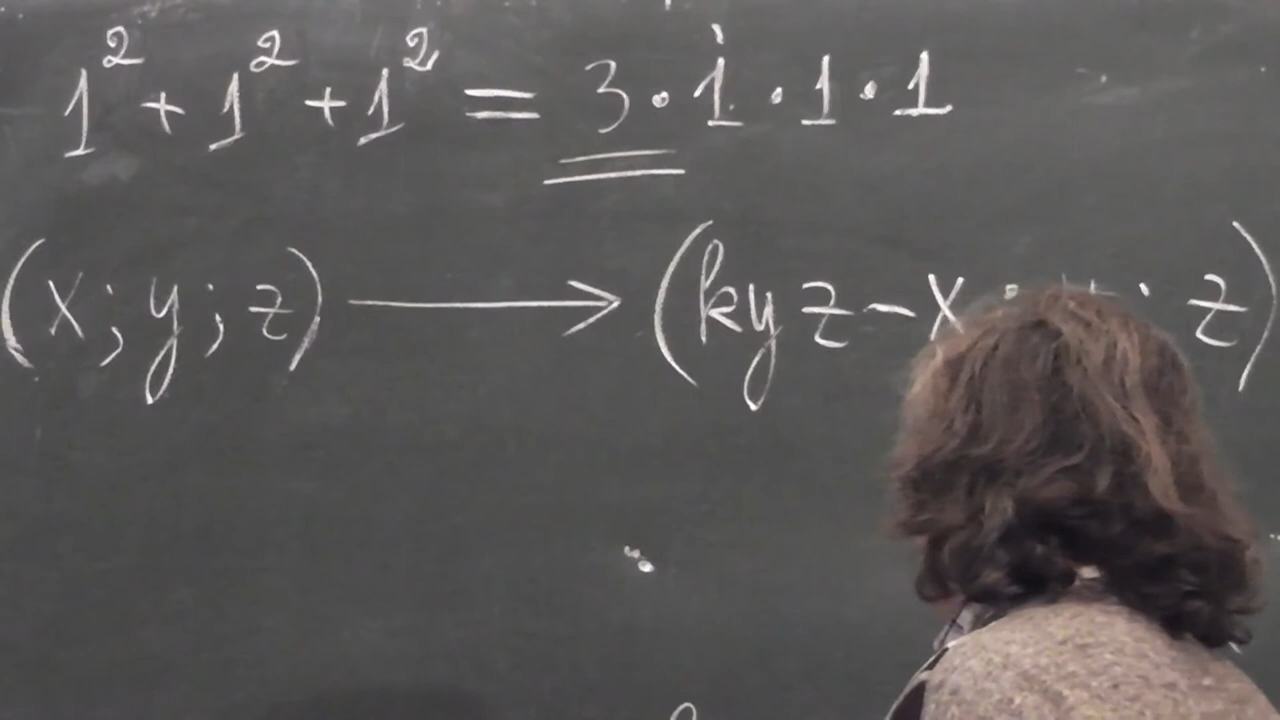 1² + 1² + 1² = 3 · 1 · 1 · 1
(x; y; z) → (kyz - x; ; z)